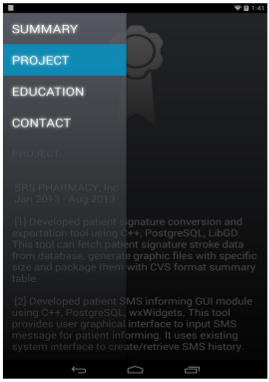 1:41
SUMMARY
PROJECT
EDUCATION
CONTACT
PROJECT
SRS PHARMACY, Inc
Jan 2013 - Aug 2013
[1] Developed patient signature conversion and
exportation tool using C++, PostgreSQL, LibGD.
This tool can fetch patient signature stroke data
from database, generate graphic files with specific
size and package them with CVS format summary
table.
[2] Developed patient SMS informing GUI module
using C++, PostgreSQL, wxWidgets. This tool
provides user graphical interface to input SMS
message for patient informing. It uses existing
system interface to create/retrieve SMS history.